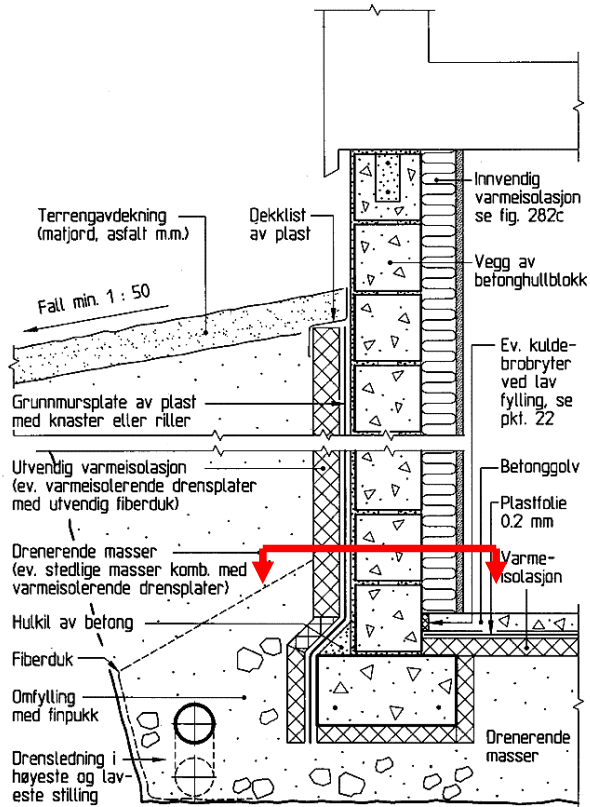 Terrengavdekning
(matjord, asfalt m.m.)
Dekklist
av plast
Innvendig
varmeisolasjon
se fig. 282c
Vegg av
betonghullblokk
Fall min. 1 : 50
Ev. kulde-
brobryter
ved lav
fylling, se
pkt. 22
Grunnmursplate av plast
med knaster eller riller
Utvendig varmeisolasjon
(ev. varmeisolerende drensplater
med utvendig fiberduk)
Betonggolv
Plastfolie
0.2 mm
Drenerende masser
(ev. stedlige masser komb. med
varmeisolerende drensplater)
Varme-
isolasjon
Hulkil av betong
Fiberduk
Omfylling
med finpukk
Drensledning i
høyeste og lav-
este stilling
Drenerende
masser